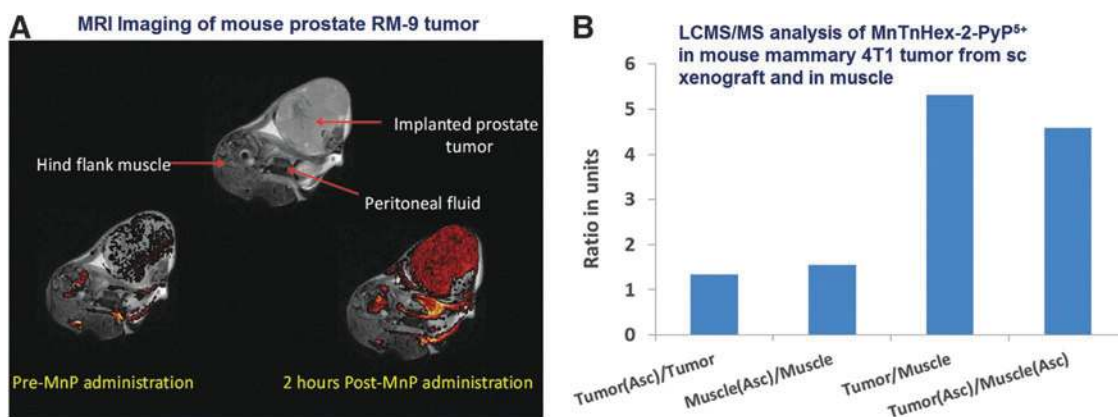 A
MRI Imaging of mouse prostate RM-9 tumor
Implanted prostate
tumor
Hind flank muscle
Peritoneal fluid
Pre-MnP administration
2 hours Post-MnP administration
B
LCMS/MS analysis of MnTnHex-2-PyP⁵⁺
in mouse mammary 4T1 tumor from sc
xenograft and in muscle
Ratio in units
6
5
4
3
2
1
0
Tumor(Asc)/Tumor
Muscle(Asc)/Muscle
Tumor/Muscle
Tumor(Asc)/Muscle(Asc)